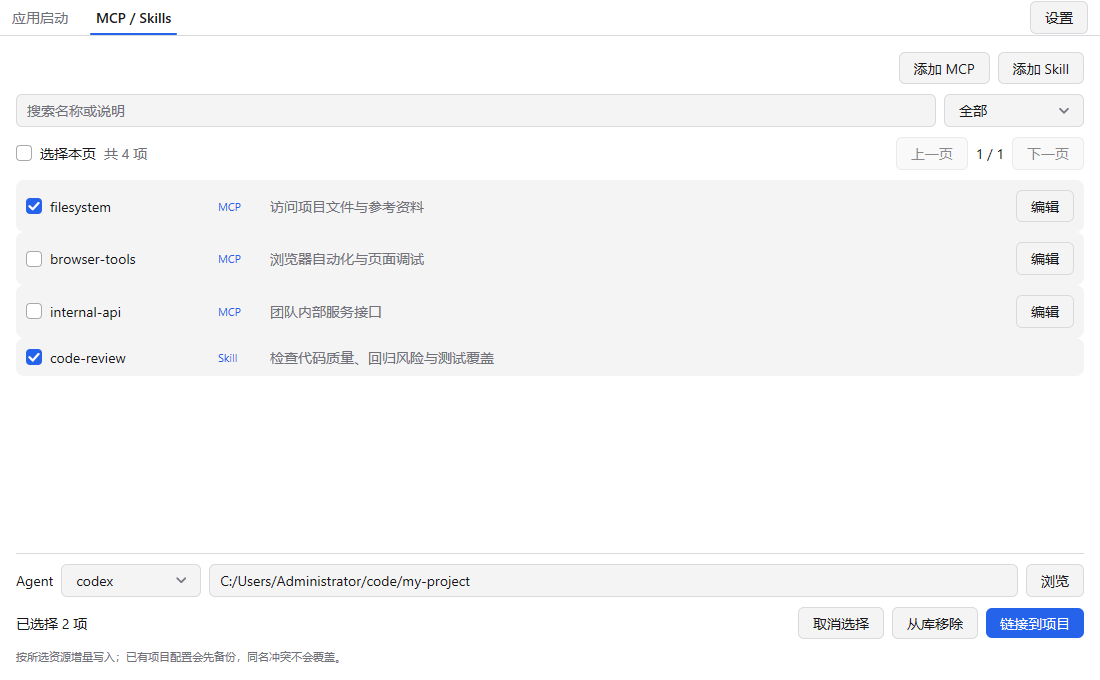 应用启动 MCP / Skills 设置
添加 MCP 添加 Skill
搜索名称或说明 全部
选择本页 共 4 项 上一页 1 / 1 下一页
filesystem MCP 访问项目文件与参考资料 编辑
browser-tools MCP 浏览器自动化与页面调试 编辑
internal-api MCP 团队内部服务接口 编辑
code-review Skill 检查代码质量、回归风险与测试覆盖
Agent codex C:/Users/Administrator/code/my-project 浏览
已选择 2 项 取消选择 从库移除 链接到项目
按所选资源增量写入；已有项目配置会先备份，同名冲突不会覆盖。